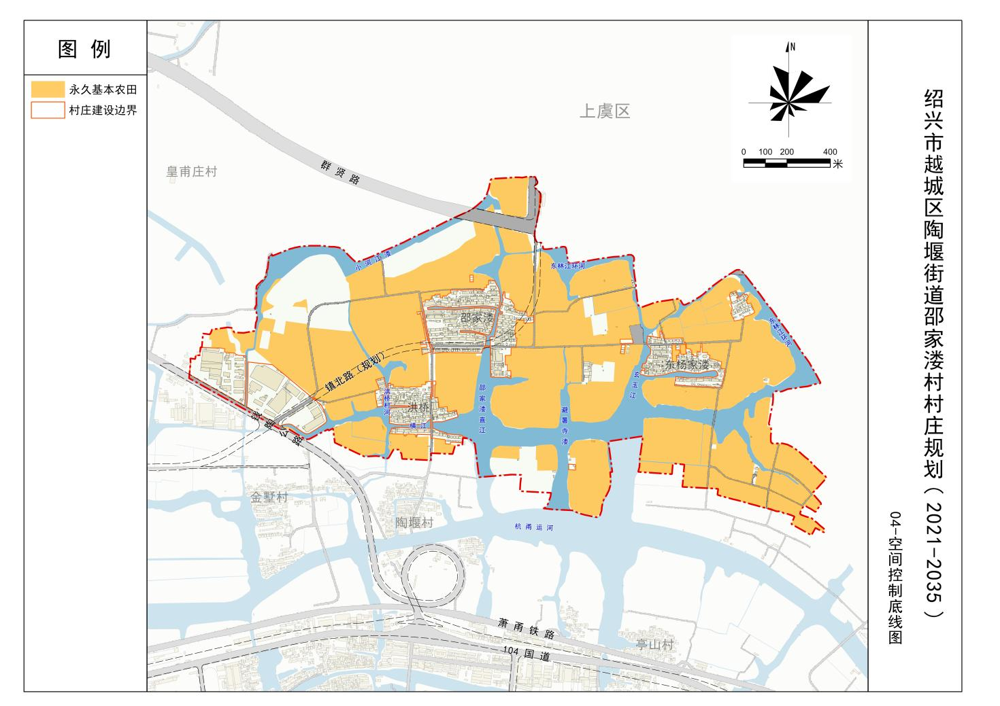 图例
永久基本农田
村庄建设边界
N
0 100 200 400
米
上虞区
皇甫庄村
群贤路
小河江溇
东林江环河
邵家溇
东林江环河
东杨家溇
镇北路（规划）
玄玉江
洪桥村河
洪桥
横江
邵家溇直江
避暑寺溇
钱陶公路
金墅村
陶堰村
杭甬运河
萧甬铁路
104国道
亭山村
绍兴市越城区陶堰街道邵家溇村村庄规划（2021-2035）
04-空间控制底线图